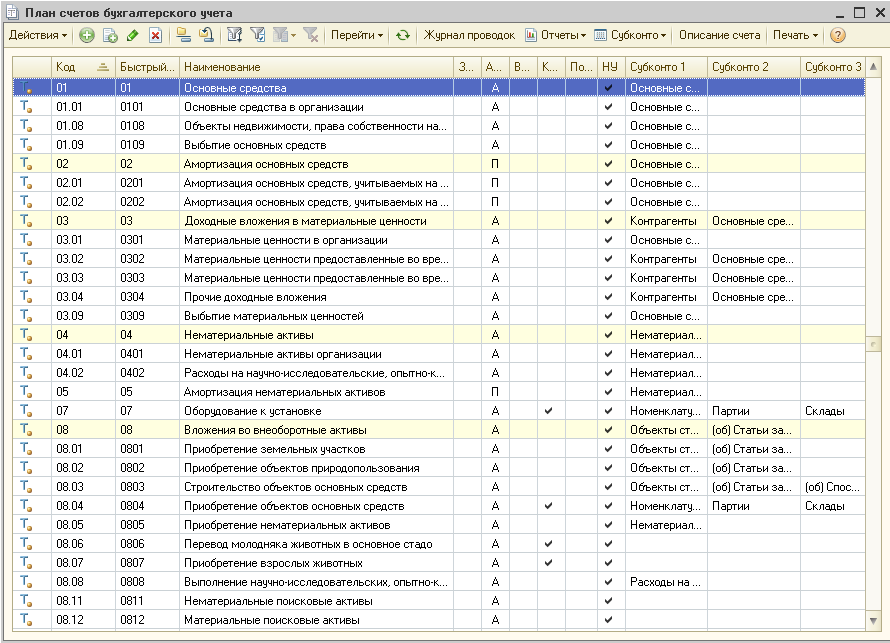 План счетов бухгалтерского учета
Действия Перейти Журнал проводок Отчеты Субконто Описание счета Печать ?
Код Быстрый... Наименование З... А... В... К... По... НУ Субконто 1 Субконто 2 Субконто 3
01 01 Основные средства А Основные с...
01.01 0101 Основные средства в организации А Основные с...
01.08 0108 Объекты недвижимости, права собственности на... А Основные с...
01.09 0109 Выбытие основных средств А Основные с...
02 02 Амортизация основных средств П Основные с...
02.01 0201 Амортизация основных средств, учитываемых на ... П Основные с...
02.02 0202 Амортизация основных средств, учитываемых на ... П Основные с...
03 03 Доходные вложения в материальные ценности А Контрагенты Основные сре...
03.01 0301 Материальные ценности в организации А Основные с...
03.02 0302 Материальные ценности предоставленные во вре... А Контрагенты Основные сре...
03.03 0303 Материальные ценности предоставленные во вре... А Контрагенты Основные сре...
03.04 0304 Прочие доходные вложения А Контрагенты Основные сре...
03.09 0309 Выбытие материальных ценностей А Основные с...
04 04 Нематериальные активы А Нематериал...
04.01 0401 Нематериальные активы организации А Нематериал...
04.02 0402 Расходы на научно-исследовательские, опытно-к... А Нематериал...
05 05 Амортизация нематериальных активов П Нематериал...
07 07 Оборудование к установке А Номенклату... Партии Склады
08 08 Вложения во внеоборотные активы А Объекты ст... (об) Статьи за...
08.01 0801 Приобретение земельных участков А Объекты ст... (об) Статьи за...
08.02 0802 Приобретение объектов природопользования А Объекты ст... (об) Статьи за...
08.03 0803 Строительство объектов основных средств А Объекты ст... (об) Статьи за... (об) Спос...
08.04 0804 Приобретение объектов основных средств А Номенклату... Партии Склады
08.05 0805 Приобретение нематериальных активов А Нематериал...
08.06 0806 Перевод молодняка животных в основное стадо А
08.07 0807 Приобретение взрослых животных А
08.08 0808 Выполнение научно-исследовательских, опытно-к... А Расходы на ...
08.11 0811 Нематериальные поисковые активы А
08.12 0812 Материальные поисковые активы А